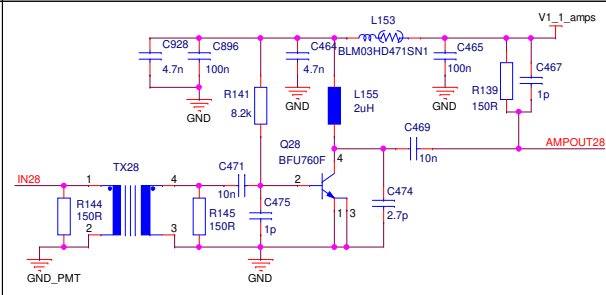 L153
V1_1_amps
BLM03HD471SN1
C928
4.7n
C896
100n
C464
4.7n
C465
100n
C467
1p
R139
150R
GND
GND
GND
R141
8.2k
L155
2uH
Q28
BFU760F
C469
10n
AMPOUT28
IN28
TX28
1
4
2
3
C471
10n
2
4
1
3
R144
150R
R145
150R
C475
1p
C474
2.7p
GND_PMT
GND